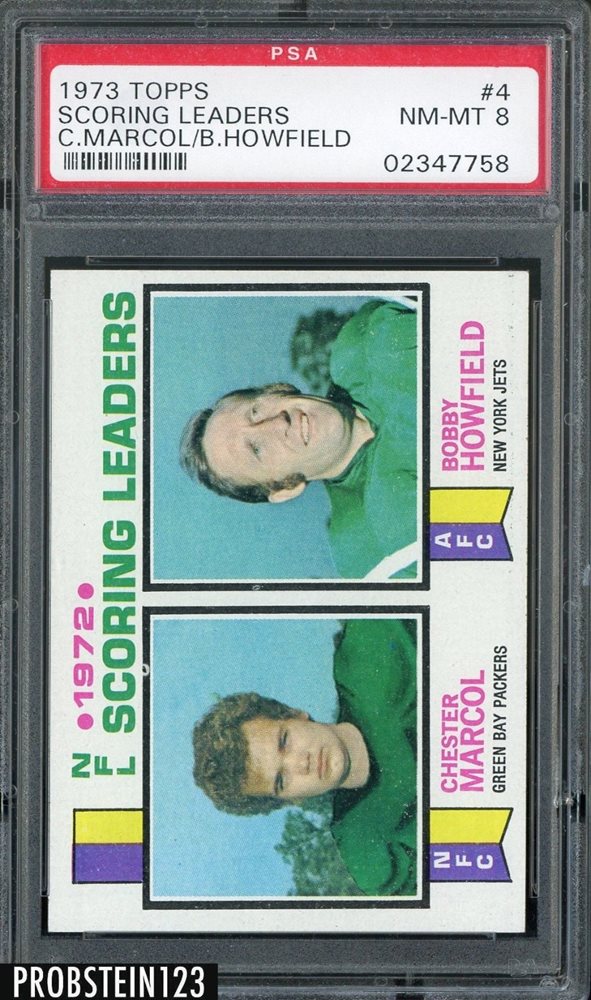 PSA
1973 TOPPS #4
SCORING LEADERS NM-MT 8
C.MARCOL/B.HOWFIELD
02347758
•1972•
NFL SCORING LEADERS
NFC
CHESTER
MARCOL
GREEN BAY PACKERS
AFC
BOBBY
HOWFIELD
NEW YORK JETS
PROBSTEIN123